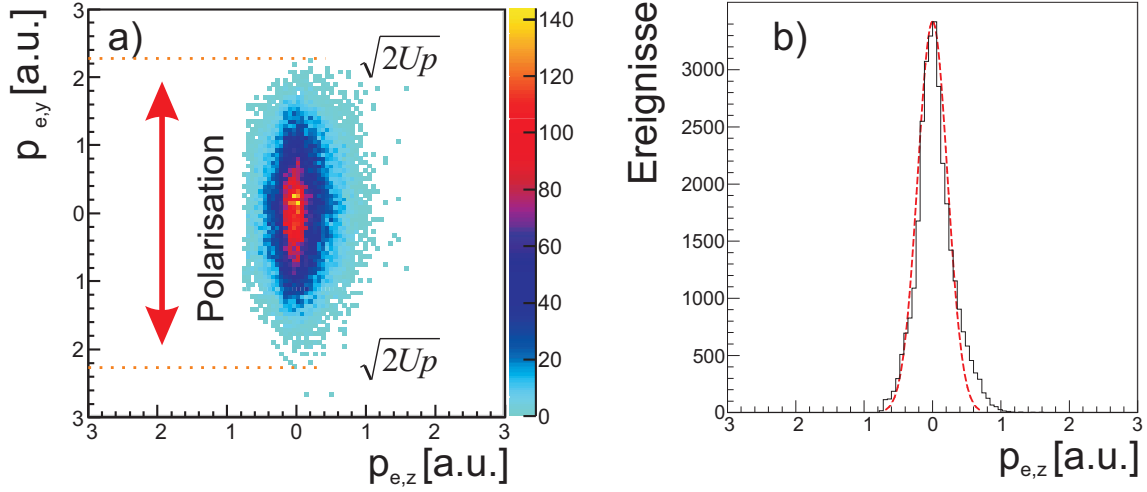 a)
p e,y [a.u.]
3
2
1
0
1
2
3
Polarisation
√2Up
√2Up
140
120
100
80
60
40
20
0
3 2 1 0 1 2 3
p e,z [a.u.]
b)
Ereignisse
3500
3000
2500
2000
1500
1000
500
0
3 2 1 0 1 2 3
p e,z [a.u.]